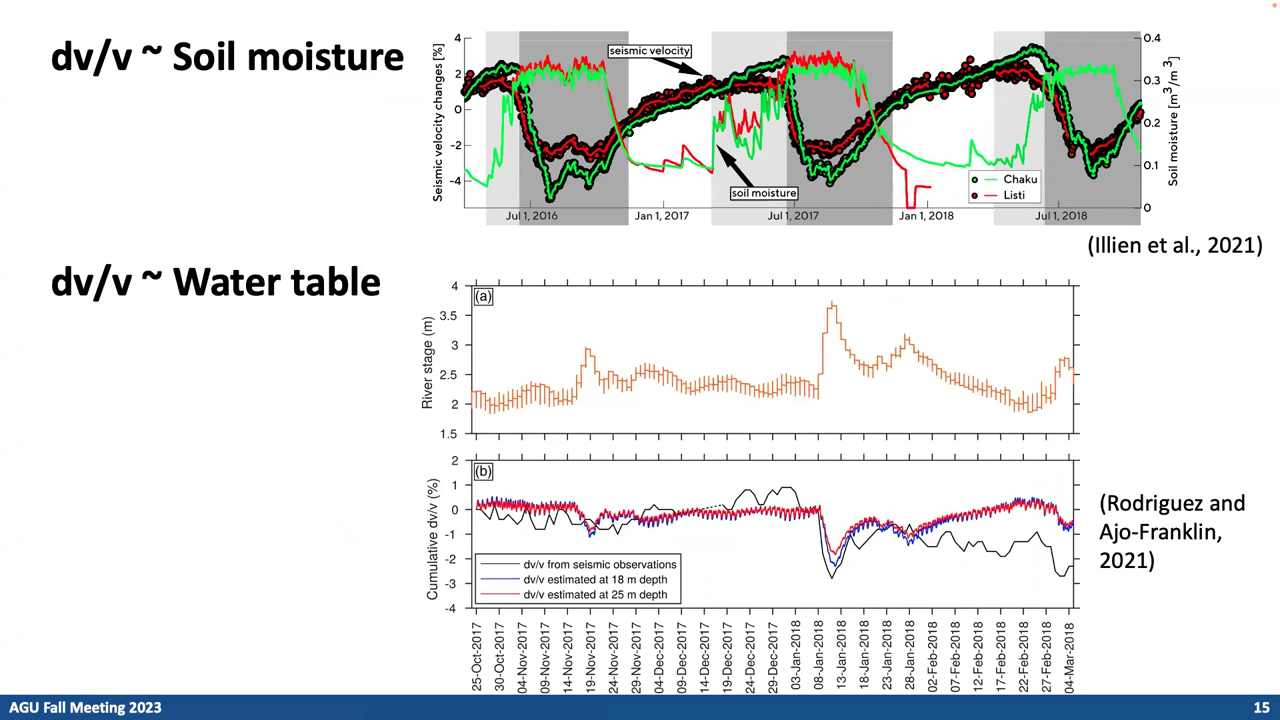 dv/v ~ Soil moisture
4
2
0
-2
-4
Seismic velocity changes [%]
seismic velocity
soil moisture
Chaku
Listi
0.4
0.3
0.2
0.1
0
Soil moisture [m³/m³]
Jul 1, 2016
Jan 1, 2017
Jul 1, 2017
Jan 1, 2018
Jul 1, 2018
(Illien et al., 2021)
dv/v ~ Water table
(a)
4
3.5
3
2.5
2
1.5
River stage (m)
(b)
2
1
0
-1
-2
-3
-4
Cumulative dv/v (%)
dv/v from seismic observations
dv/v estimated at 18 m depth
dv/v estimated at 25 m depth
(Rodriguez and
Ajo-Franklin,
2021)
25-Oct-2017
30-Oct-2017
04-Nov-2017
09-Nov-2017
14-Nov-2017
19-Nov-2017
24-Nov-2017
29-Nov-2017
04-Dec-2017
09-Dec-2017
14-Dec-2017
19-Dec-2017
24-Dec-2017
29-Dec-2017
03-Jan-2018
08-Jan-2018
13-Jan-2018
18-Jan-2018
23-Jan-2018
28-Jan-2018
02-Feb-2018
07-Feb-2018
12-Feb-2018
17-Feb-2018
22-Feb-2018
27-Feb-2018
04-Mar-2018
AGU Fall Meeting 2023
15